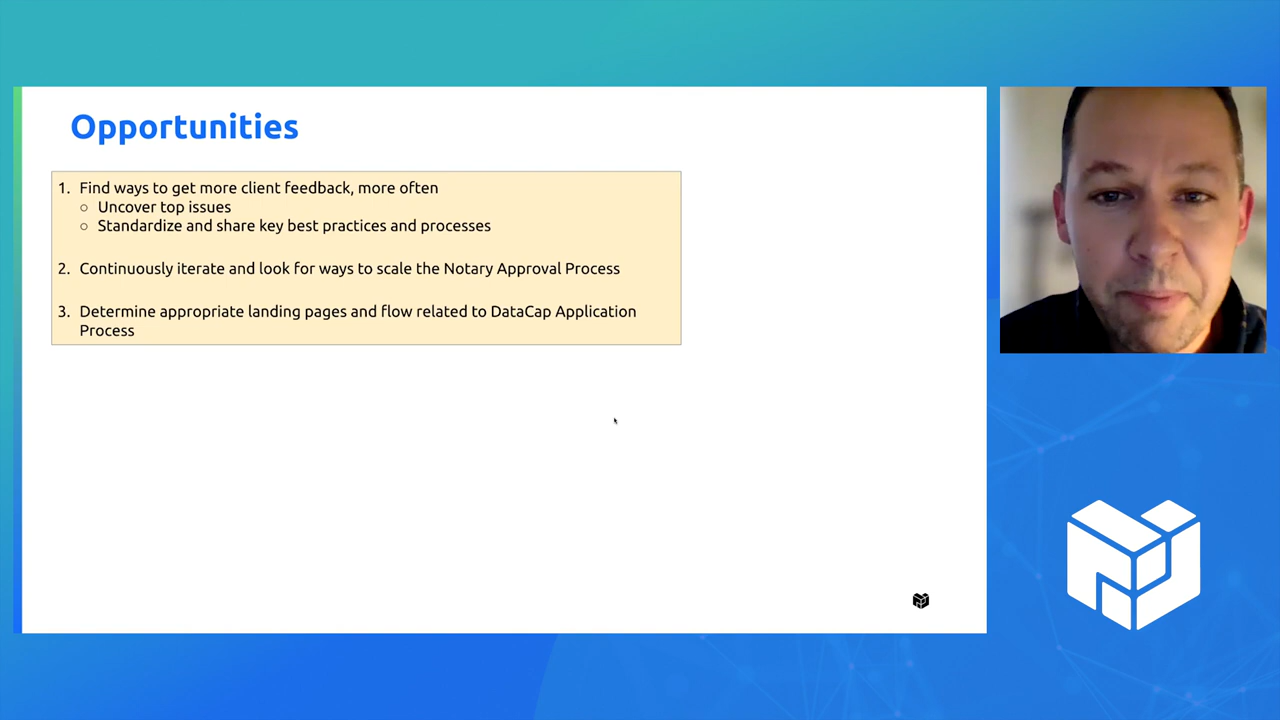 Opportunities
1. Find ways to get more client feedback, more often
○ Uncover top issues
○ Standardize and share key best practices and processes
2. Continuously iterate and look for ways to scale the Notary Approval Process
3. Determine appropriate landing pages and flow related to DataCap Application
Process